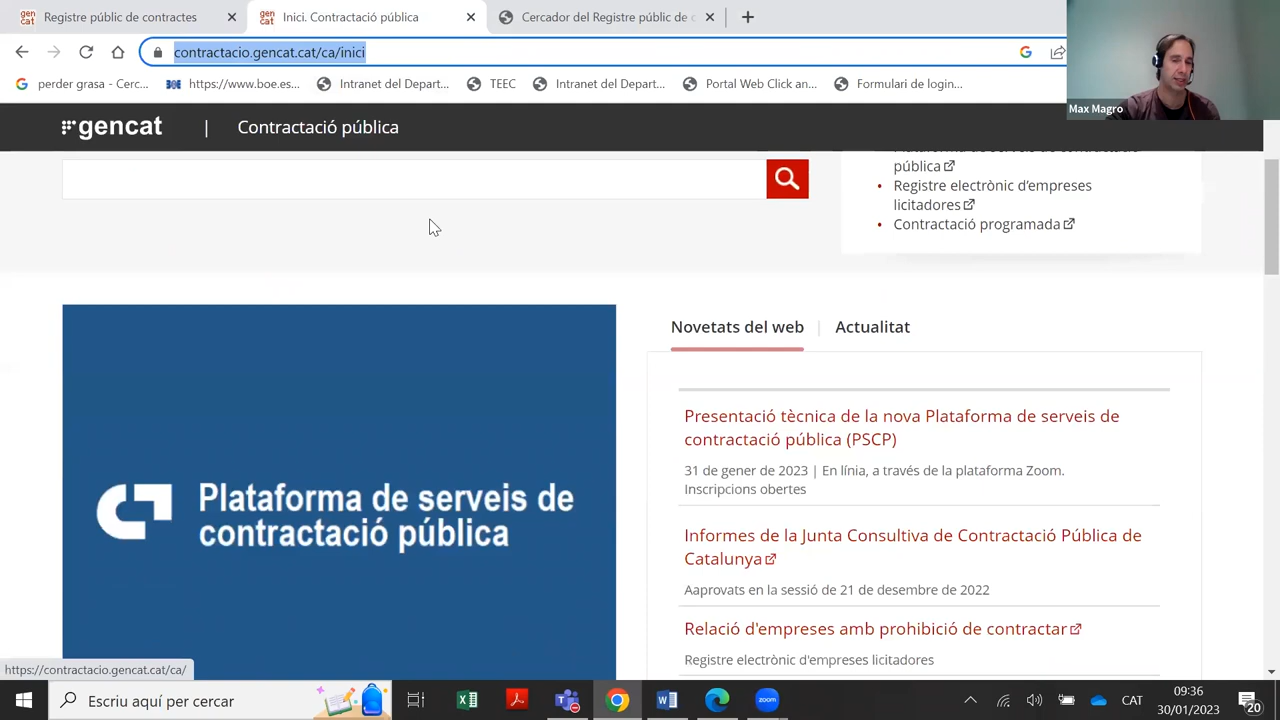 Registre públic de contractes
Inici. Contractació pública
Cercador del Registre públic de c
contractacio.gencat.cat/ca/inici
perder grasa - Cerc...
https://www.boe.es...
Intranet del Depart...
TEEC
Intranet del Depart...
Portal Web Click an...
Formulari de login...
Max Magro
gencat
Contractació pública
pública
Registre electrònic d'empreses
licitadores
Contractació programada
Novetats del web
Actualitat
Plataforma de serveis de
contractació pública
Presentació tècnica de la nova Plataforma de serveis de
contractació pública (PSCP)
31 de gener de 2023 | En línia, a través de la plataforma Zoom.
Inscripcions obertes
Informes de la Junta Consultiva de Contractació Pública de
Catalunya
Aaprovats en la sessió de 21 de desembre de 2022
Relació d'empreses amb prohibició de contractar
Registre electrònic d'empreses licitadores
https://contractacio.gencat.cat/ca/
Escriu aquí per cercar
zoom
CAT
09:36
30/01/2023
20